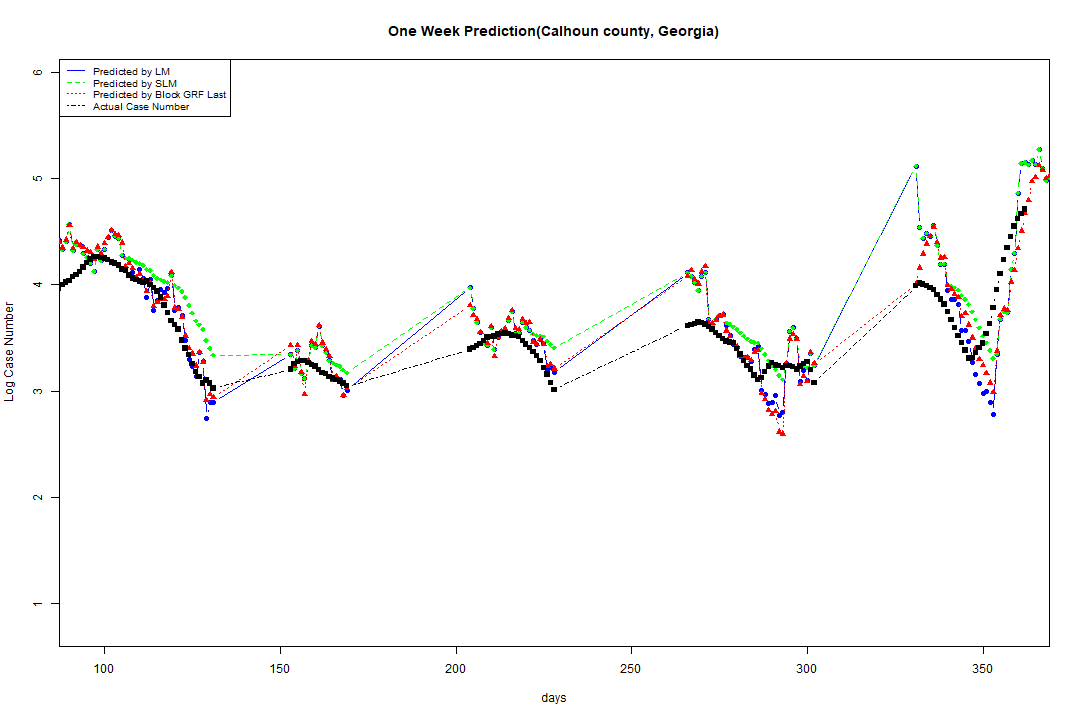 One Week Prediction(Calhoun county, Georgia)
Predicted by LM
Predicted by SLM
Predicted by Block GRF Last
Actual Case Number
Log Case Number
6
5
4
3
2
1
100 150 200 250 300 350
days